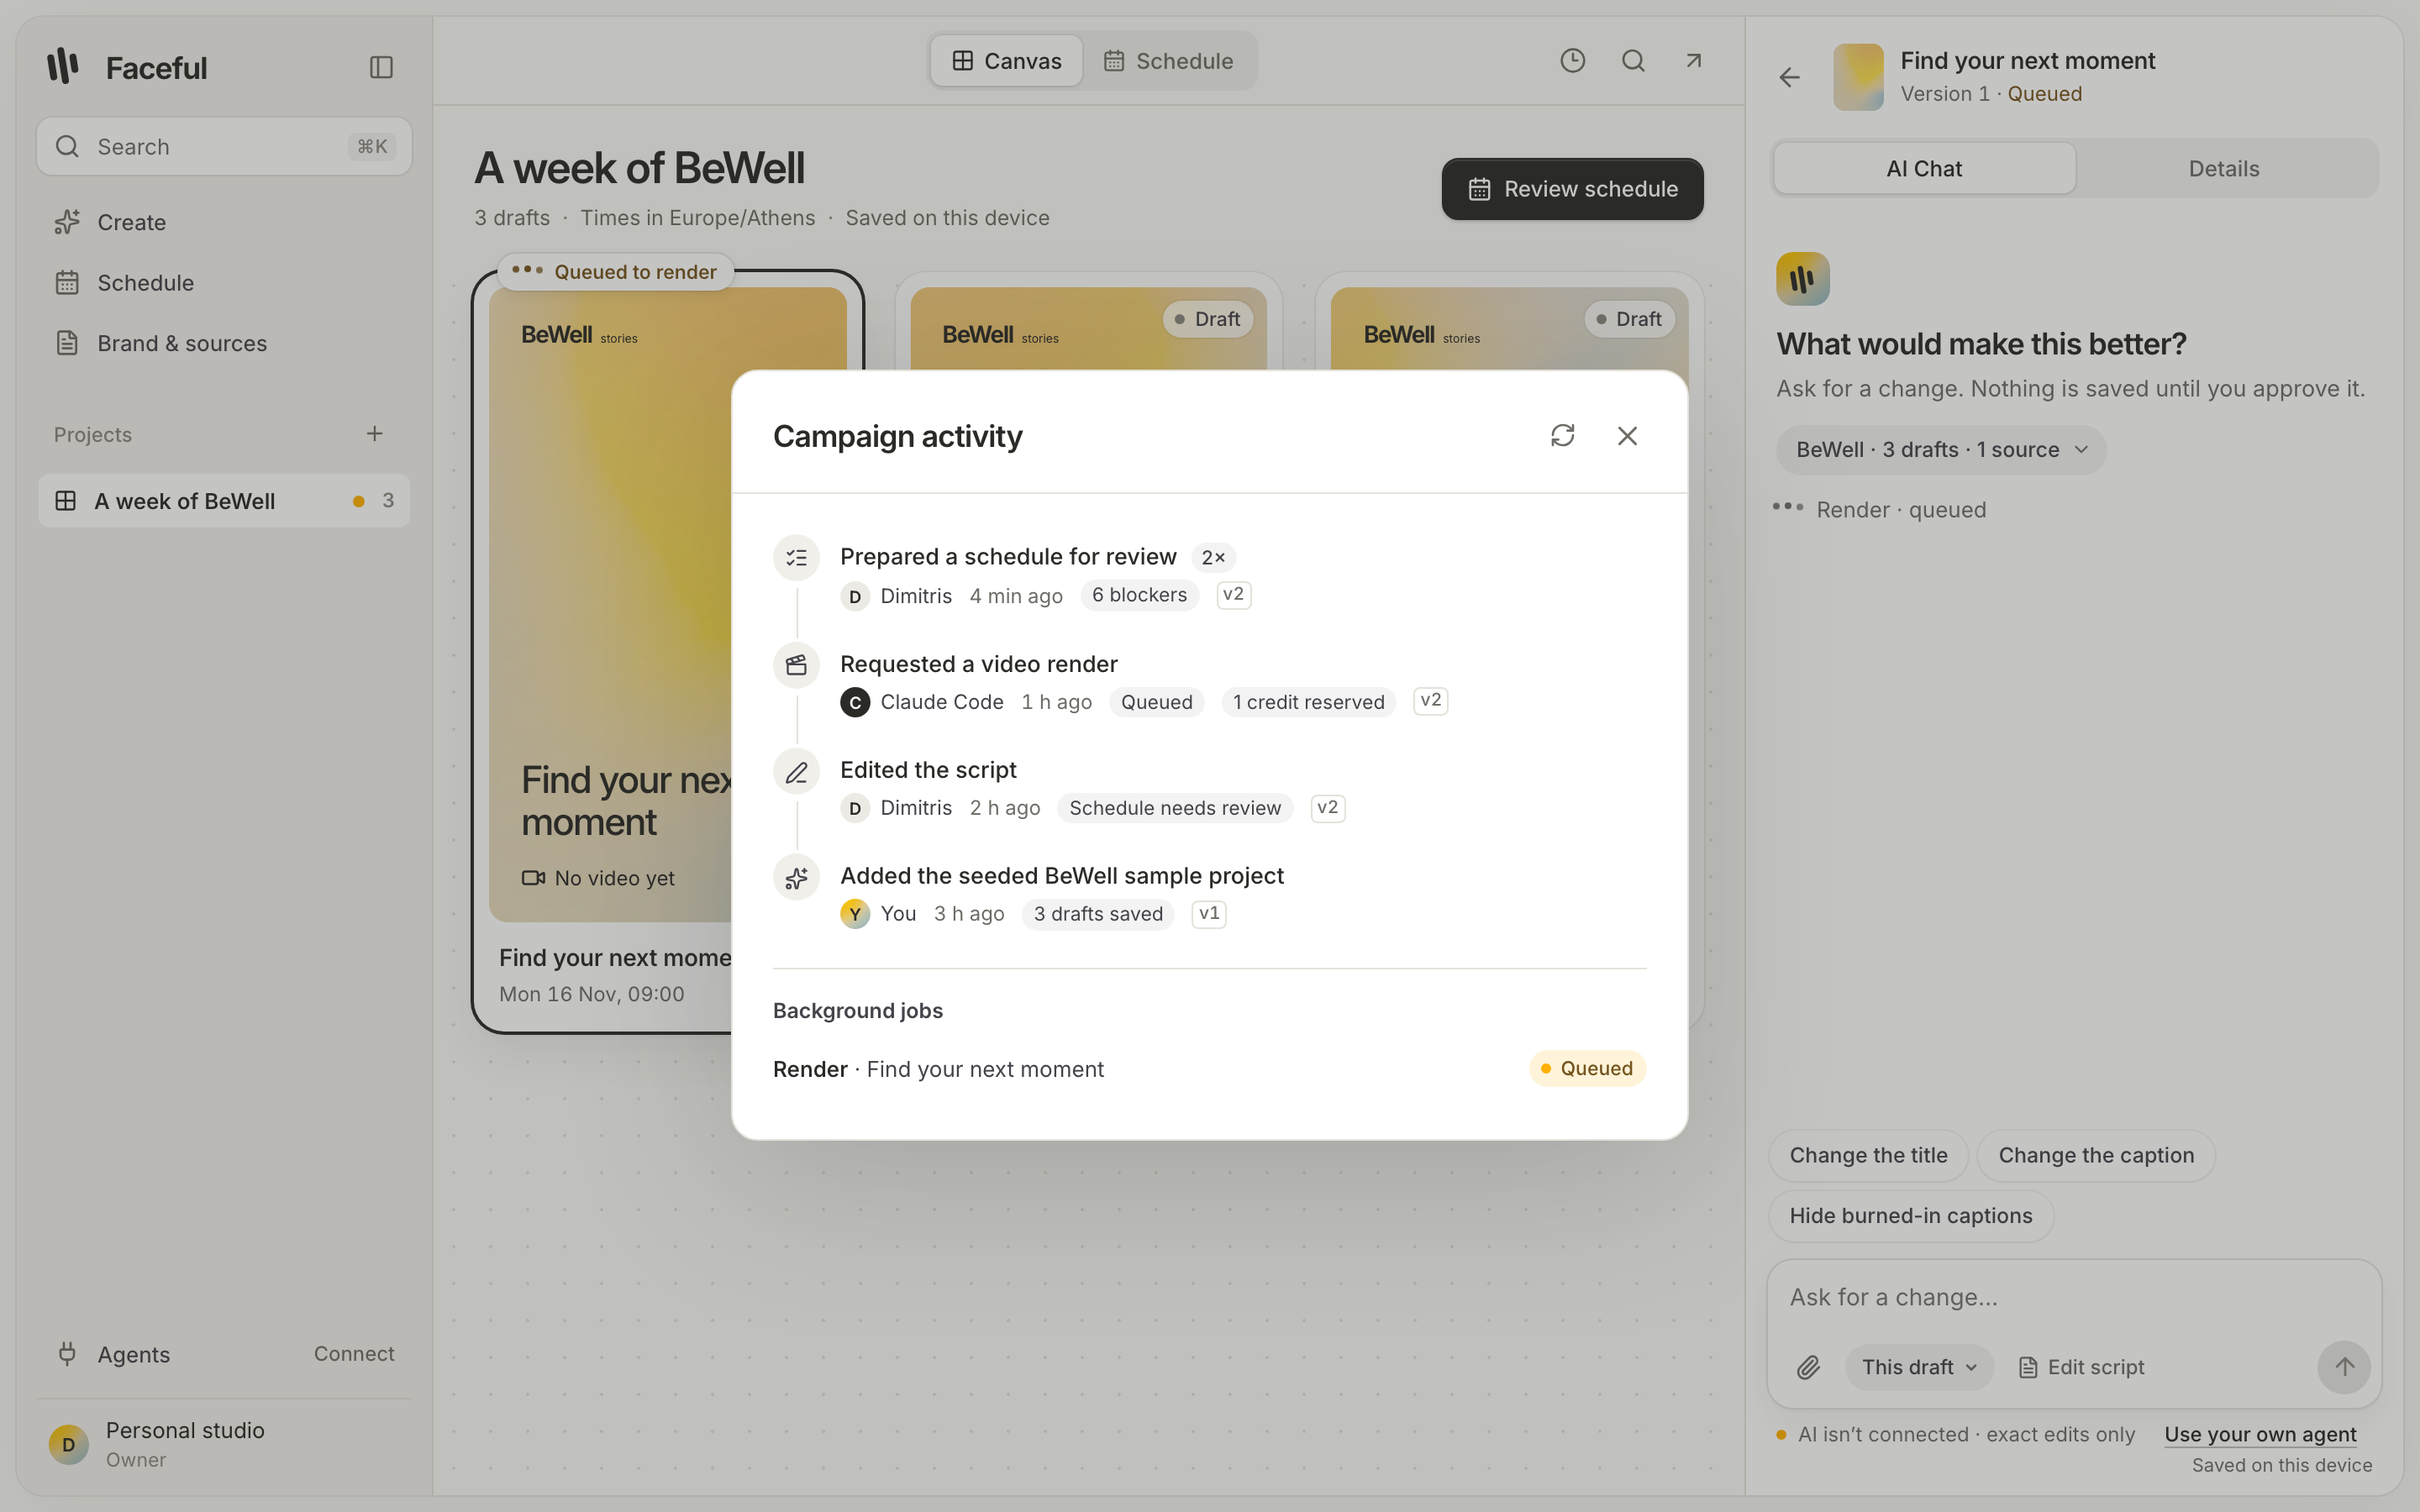 Faceful
Search ⌘K
Create
Schedule
Brand & sources
Projects
A week of BeWell 3
Agents Connect
D Personal studio
Owner
Canvas Schedule
A week of BeWell
3 drafts · Times in Europe/Athens · Saved on this device
Review schedule
Queued to render
BeWell stories
Find your nex
moment
No video yet
Find your next mome
Mon 16 Nov, 09:00
BeWell stories Draft
BeWell stories Draft
Campaign activity
Prepared a schedule for review 2×
D Dimitris 4 min ago 6 blockers v2
Requested a video render
C Claude Code 1 h ago Queued 1 credit reserved v2
Edited the script
D Dimitris 2 h ago Schedule needs review v2
Added the seeded BeWell sample project
Y You 3 h ago 3 drafts saved v1
Background jobs
Render · Find your next moment Queued
Find your next moment
Version 1 · Queued
AI Chat Details
What would make this better?
Ask for a change. Nothing is saved until you approve it.
BeWell · 3 drafts · 1 source
Render · queued
Change the title Change the caption
Hide burned-in captions
Ask for a change...
This draft Edit script
AI isn’t connected · exact edits only Use your own agent
Saved on this device